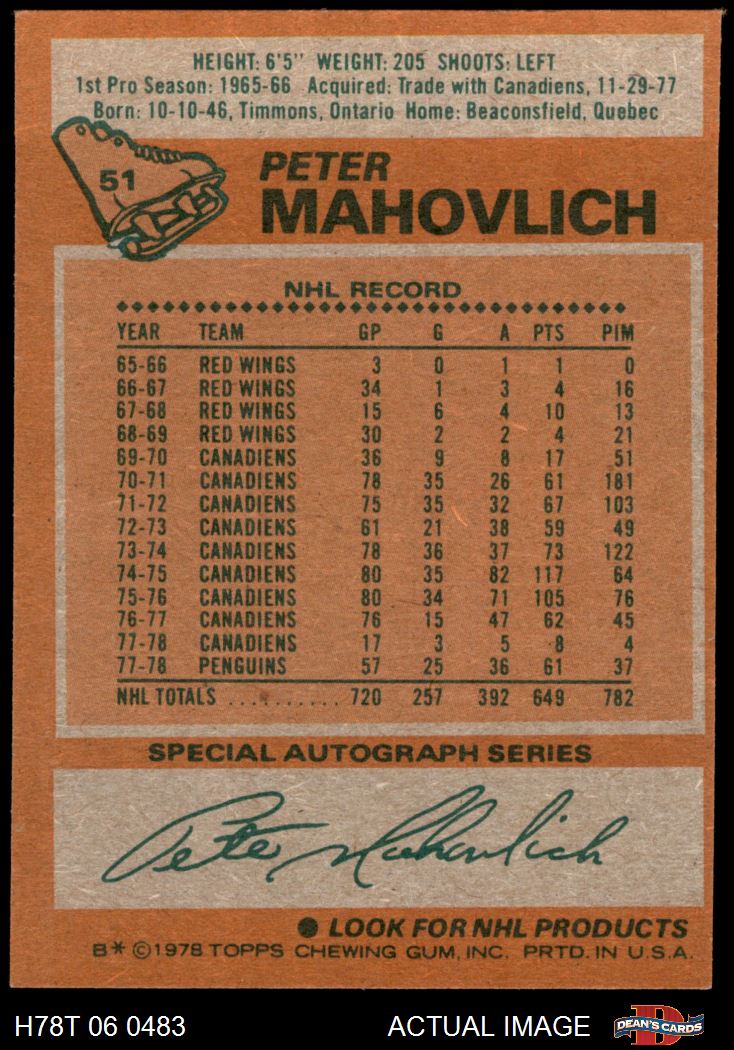 HEIGHT: 6'5" WEIGHT: 205 SHOOTS: LEFT
1st Pro Season: 1965-66 Acquired: Trade with Canadiens, 11-29-77
Born: 10-10-46, Timmons, Ontario Home: Beaconsfield, Quebec
51
PETER
MAHOVLICH
NHL RECORD
YEAR TEAM GP G A PTS PIM
65-66 RED WINGS 3 0 1 1 0
66-67 RED WINGS 34 1 3 4 16
67-68 RED WINGS 15 6 4 10 13
68-69 RED WINGS 30 2 2 4 21
69-70 CANADIENS 36 9 8 17 51
70-71 CANADIENS 78 35 26 61 181
71-72 CANADIENS 75 35 32 67 103
72-73 CANADIENS 61 21 38 59 49
73-74 CANADIENS 78 36 37 73 122
74-75 CANADIENS 80 35 82 117 64
75-76 CANADIENS 80 34 71 105 76
76-77 CANADIENS 76 15 47 62 45
77-78 CANADIENS 17 3 5 8 4
77-78 PENGUINS 57 25 36 61 37
NHL TOTALS .......... 720 257 392 649 782
SPECIAL AUTOGRAPH SERIES
Pete Mahovlich
● LOOK FOR NHL PRODUCTS
B* ©1978 TOPPS CHEWING GUM, INC. PRTD. IN U.S.A.
H78T 06 0483 ACTUAL IMAGE D DEAN'S CARDS